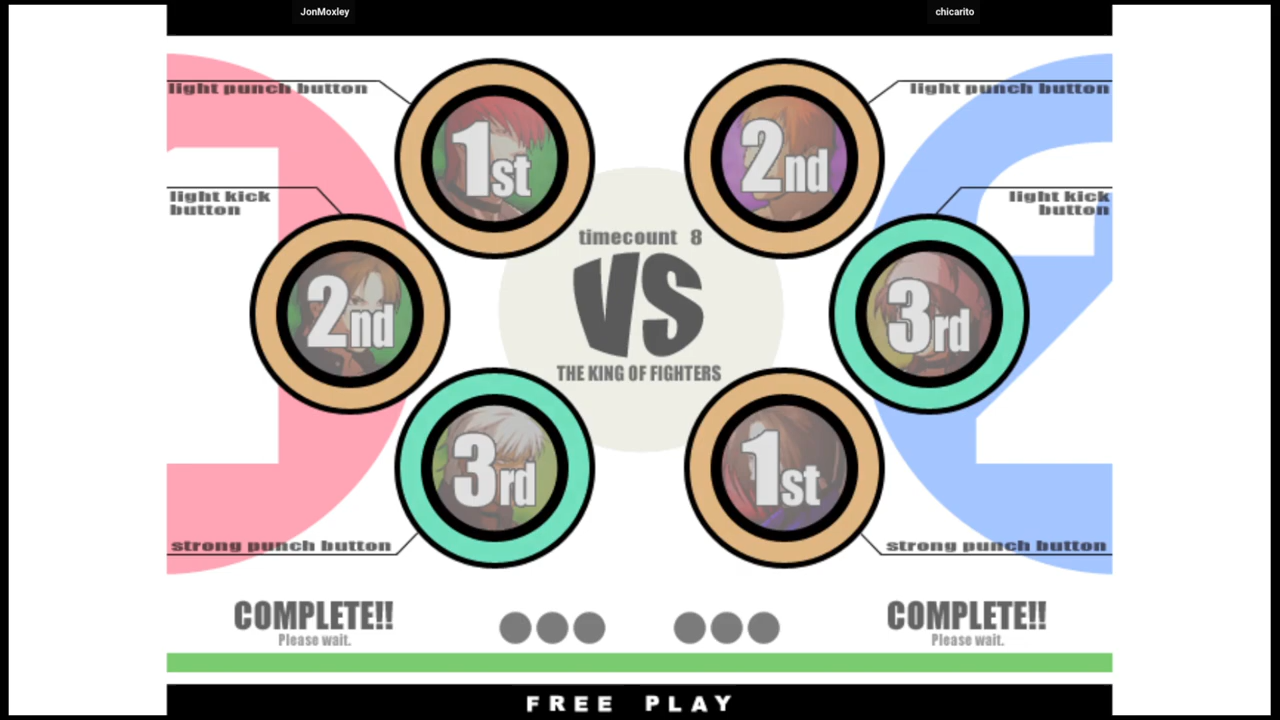 JonMoxley
chicarito
light punch button
light punch button
1st
2nd
light kick
button
light kick
button
timecount 8
VS
THE KING OF FIGHTERS
2nd
3rd
3rd
1st
strong punch button
strong punch button
COMPLETE!!
Please wait.
COMPLETE!!
Please wait.
FREE PLAY